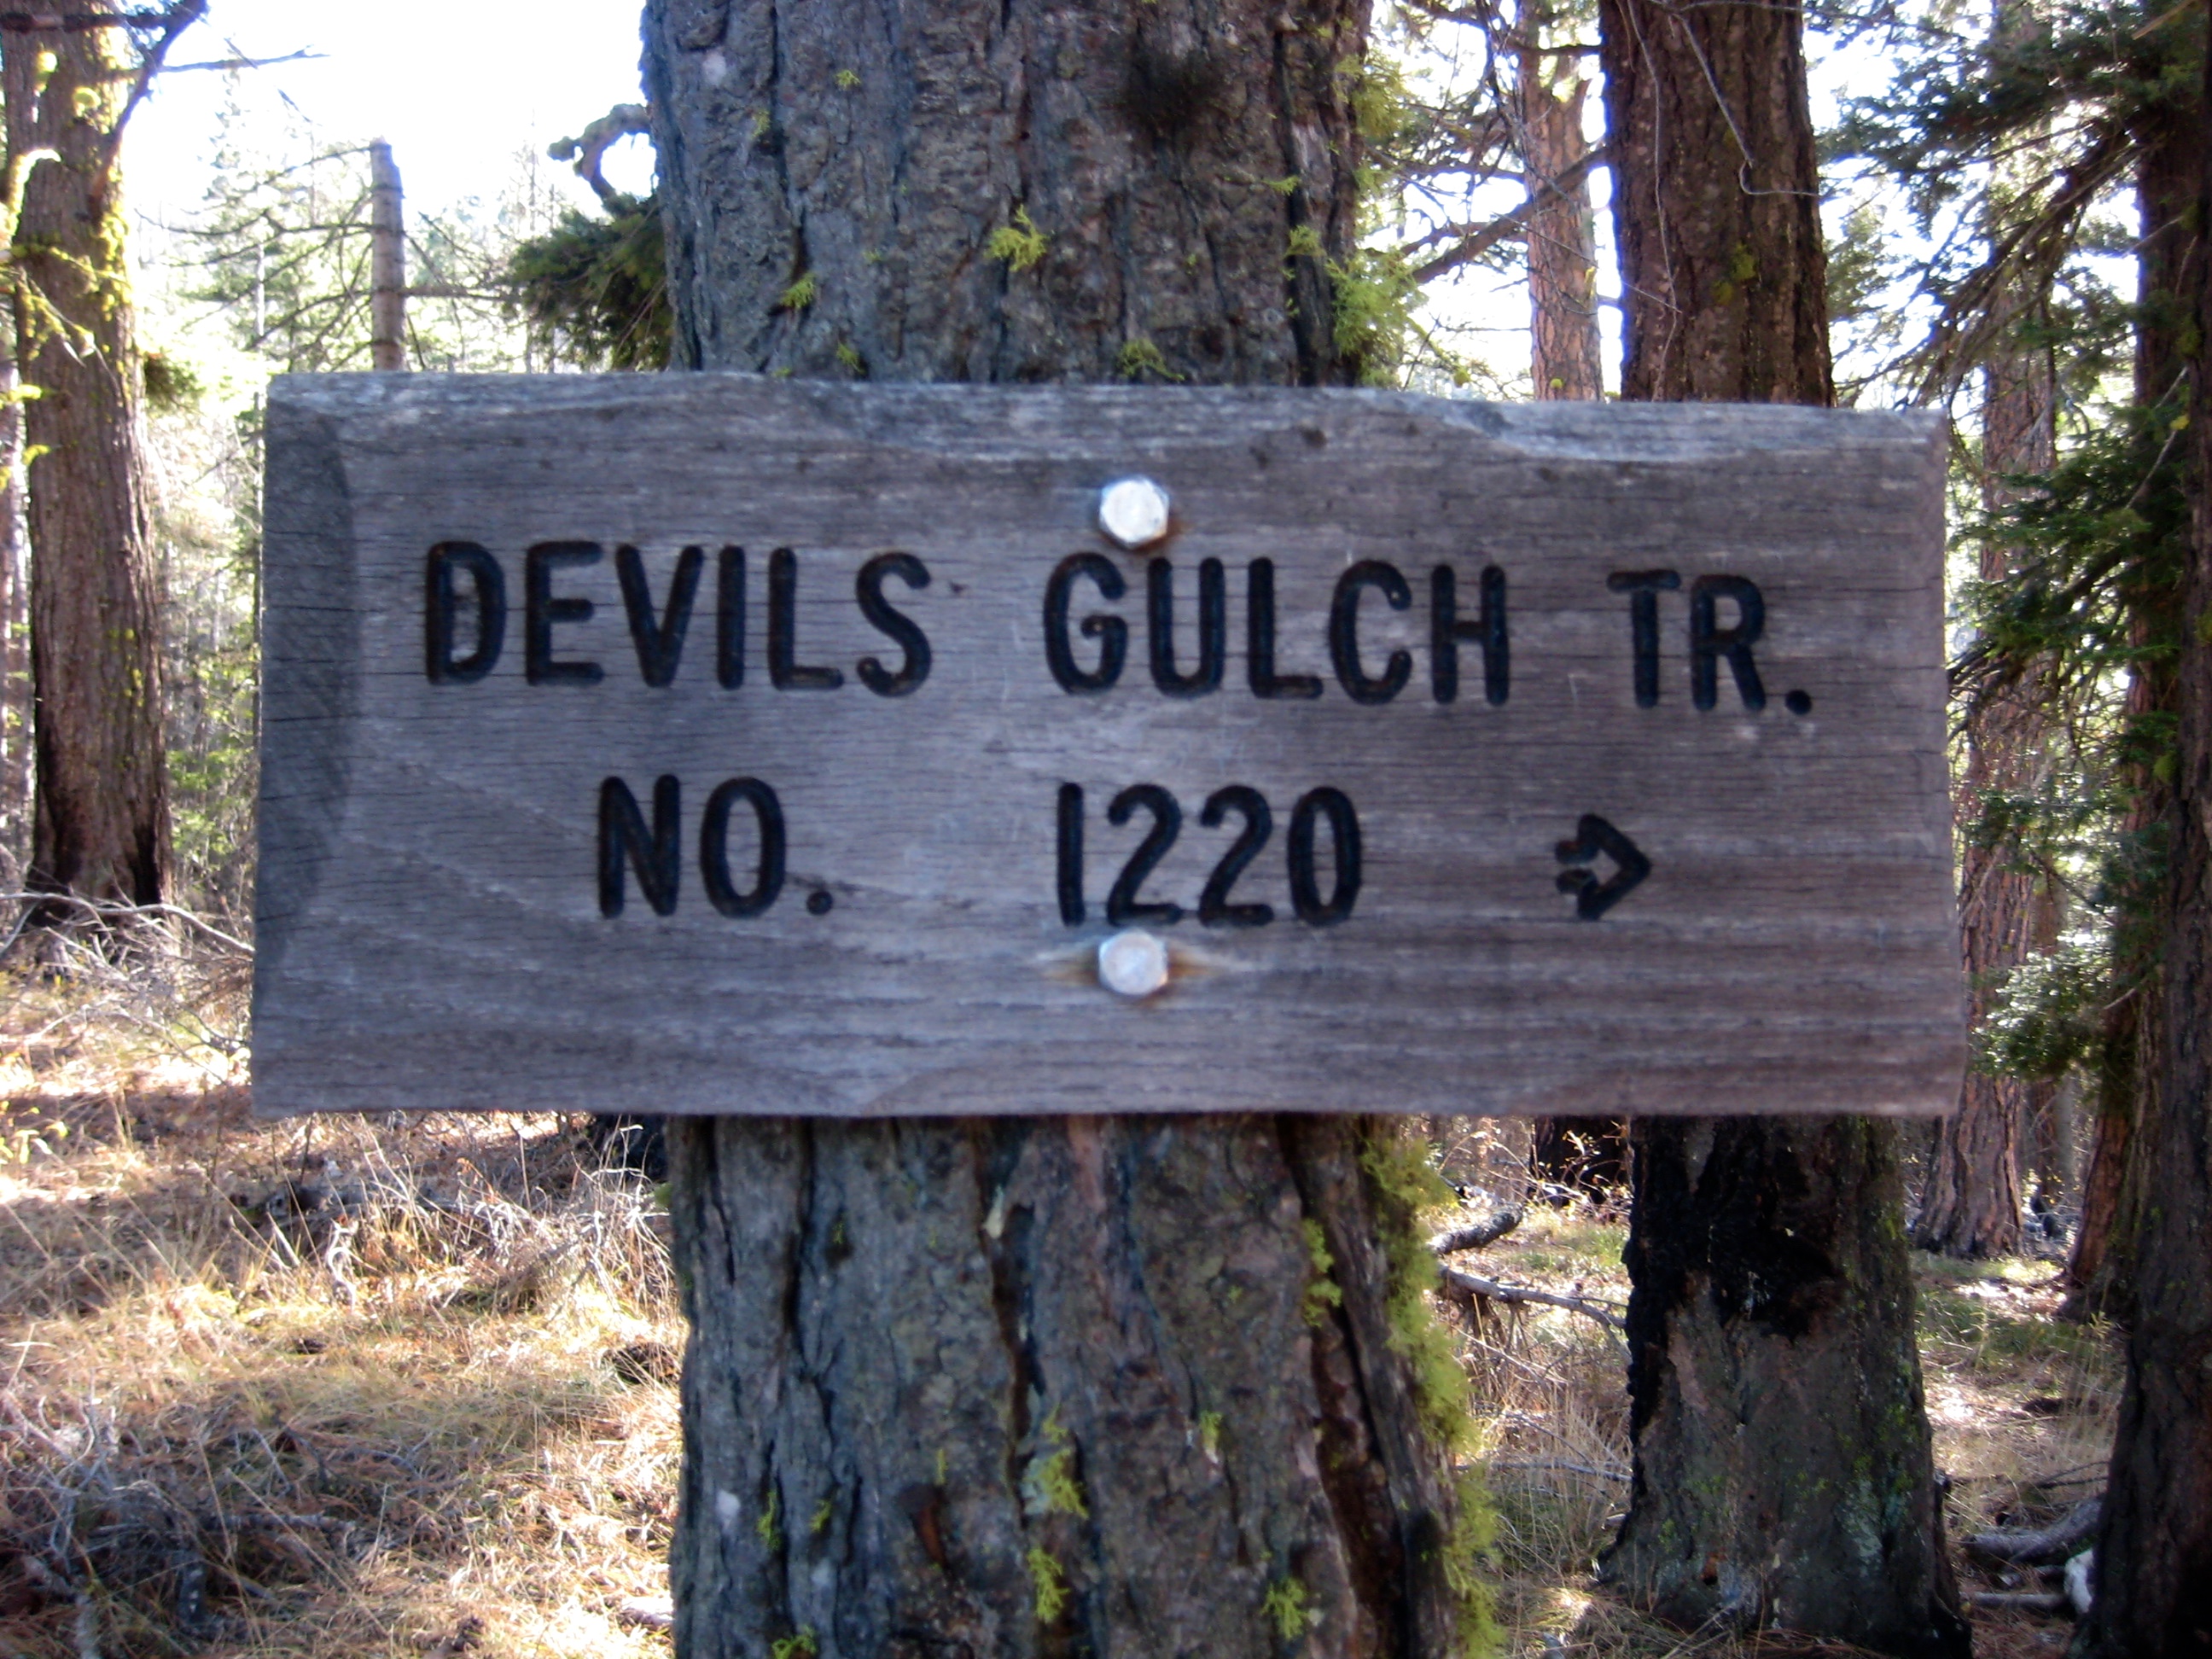 DEVILS GULCH TR.
NO. 1220 →